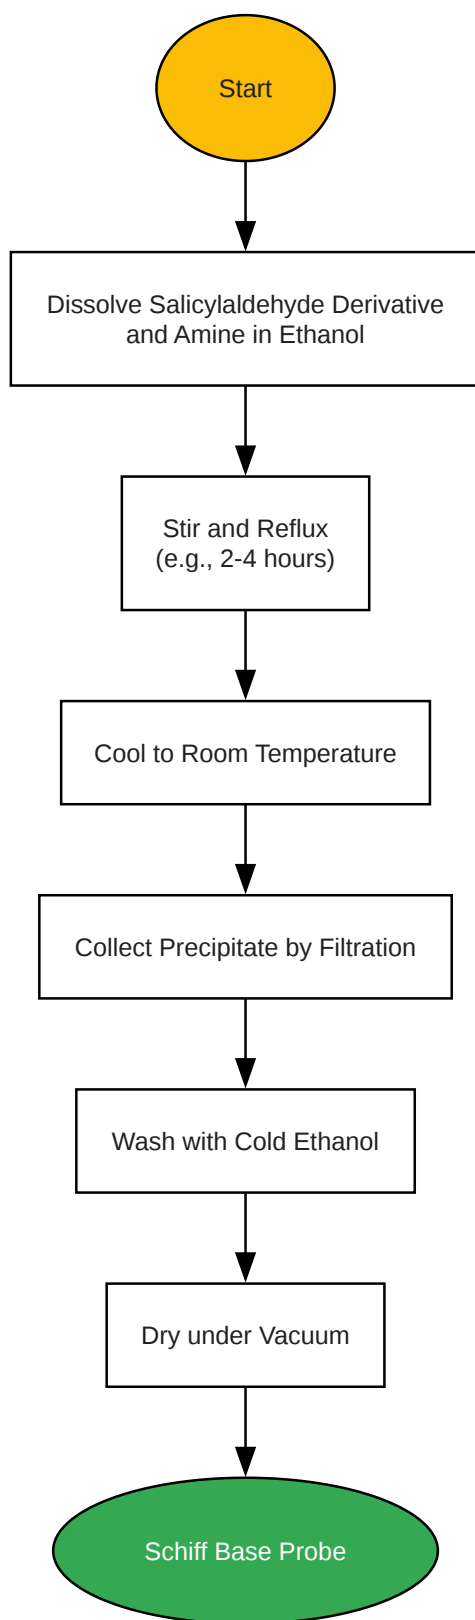 Start
Dissolve Salicylaldehyde Derivative
and Amine in Ethanol
Stir and Reflux
(e.g., 2-4 hours)
Cool to Room Temperature
Collect Precipitate by Filtration
Wash with Cold Ethanol
Dry under Vacuum
Schiff Base Probe